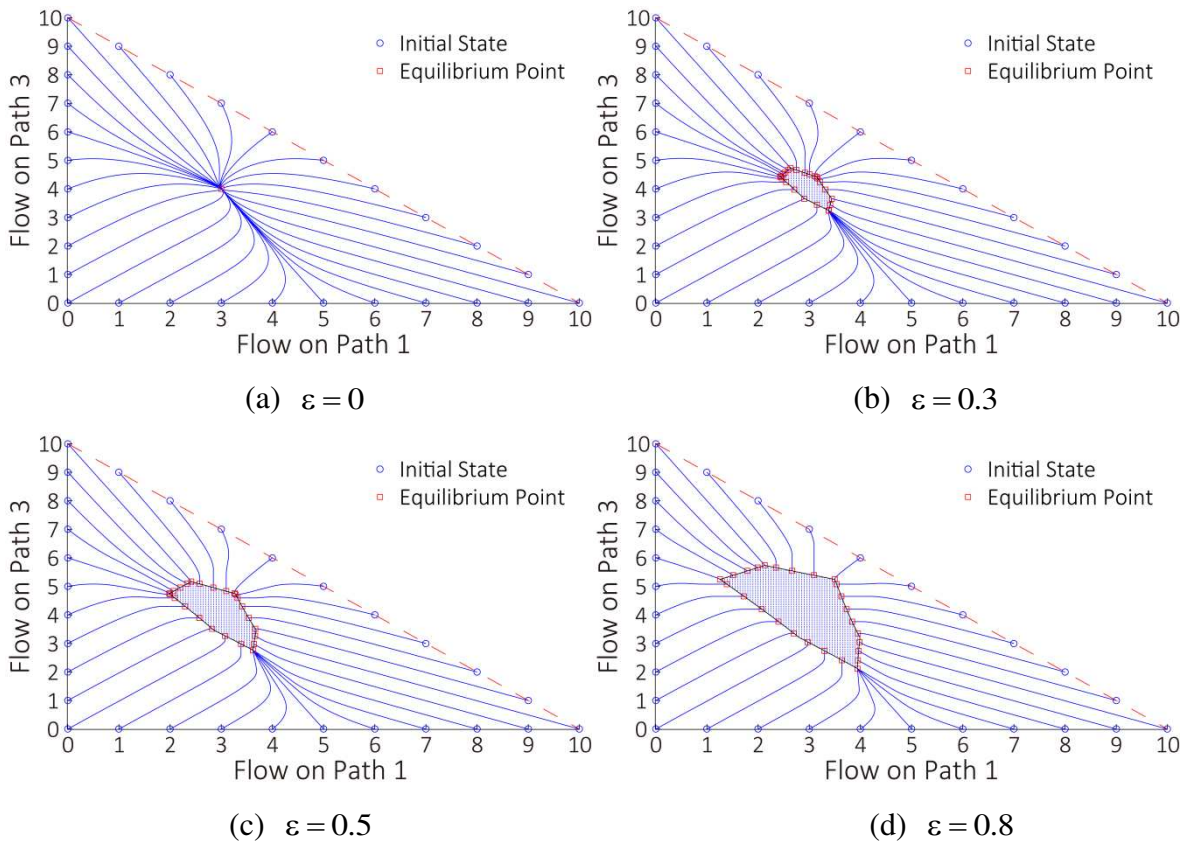 10
9
8
7
6
5
4
3
2
1
0
Flow on Path 3
Initial State
Equilibrium Point
0 1 2 3 4 5 6 7 8 9 10
Flow on Path 1
(a) ε = 0
10
9
8
7
6
5
4
3
2
1
0
Flow on Path 3
Initial State
Equilibrium Point
0 1 2 3 4 5 6 7 8 9 10
Flow on Path 1
(b) ε = 0.3
10
9
8
7
6
5
4
3
2
1
0
Flow on Path 3
Initial State
Equilibrium Point
0 1 2 3 4 5 6 7 8 9 10
Flow on Path 1
(c) ε = 0.5
10
9
8
7
6
5
4
3
2
1
0
Flow on Path 3
Initial State
Equilibrium Point
0 1 2 3 4 5 6 7 8 9 10
Flow on Path 1
(d) ε = 0.8